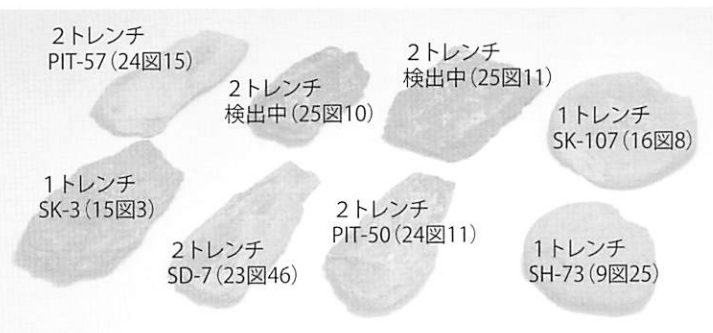 2トレンチ
PIT-57(24図15)
2トレンチ
検出中(25図10)
2トレンチ
検出中(25図11)
1トレンチ
SK-107(16図8)
1トレンチ
SK-3(15図3)
2トレンチ
SD-7(23図46)
2トレンチ
PIT-50(24図11)
1トレンチ
SH-73(9図25)